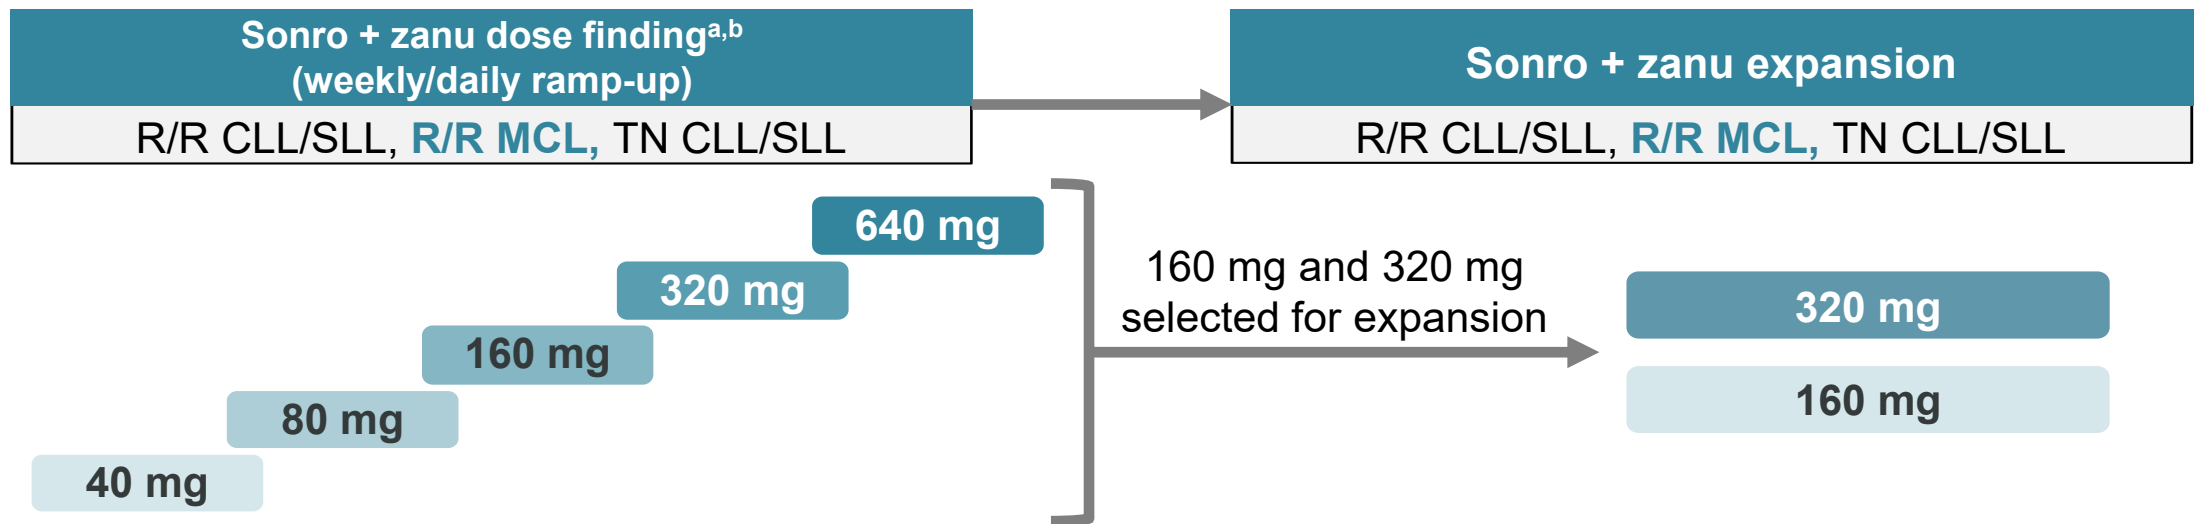 Sonro + zanu dose findinga,b
(weekly/daily ramp-up)
R/R CLL/SLL, R/R MCL, TN CLL/SLL
Sonro + zanu expansion
R/R CLL/SLL, R/R MCL, TN CLL/SLL
640 mg
320 mg
160 mg
80 mg
40 mg
160 mg and 320 mg
selected for expansion
320 mg
160 mg